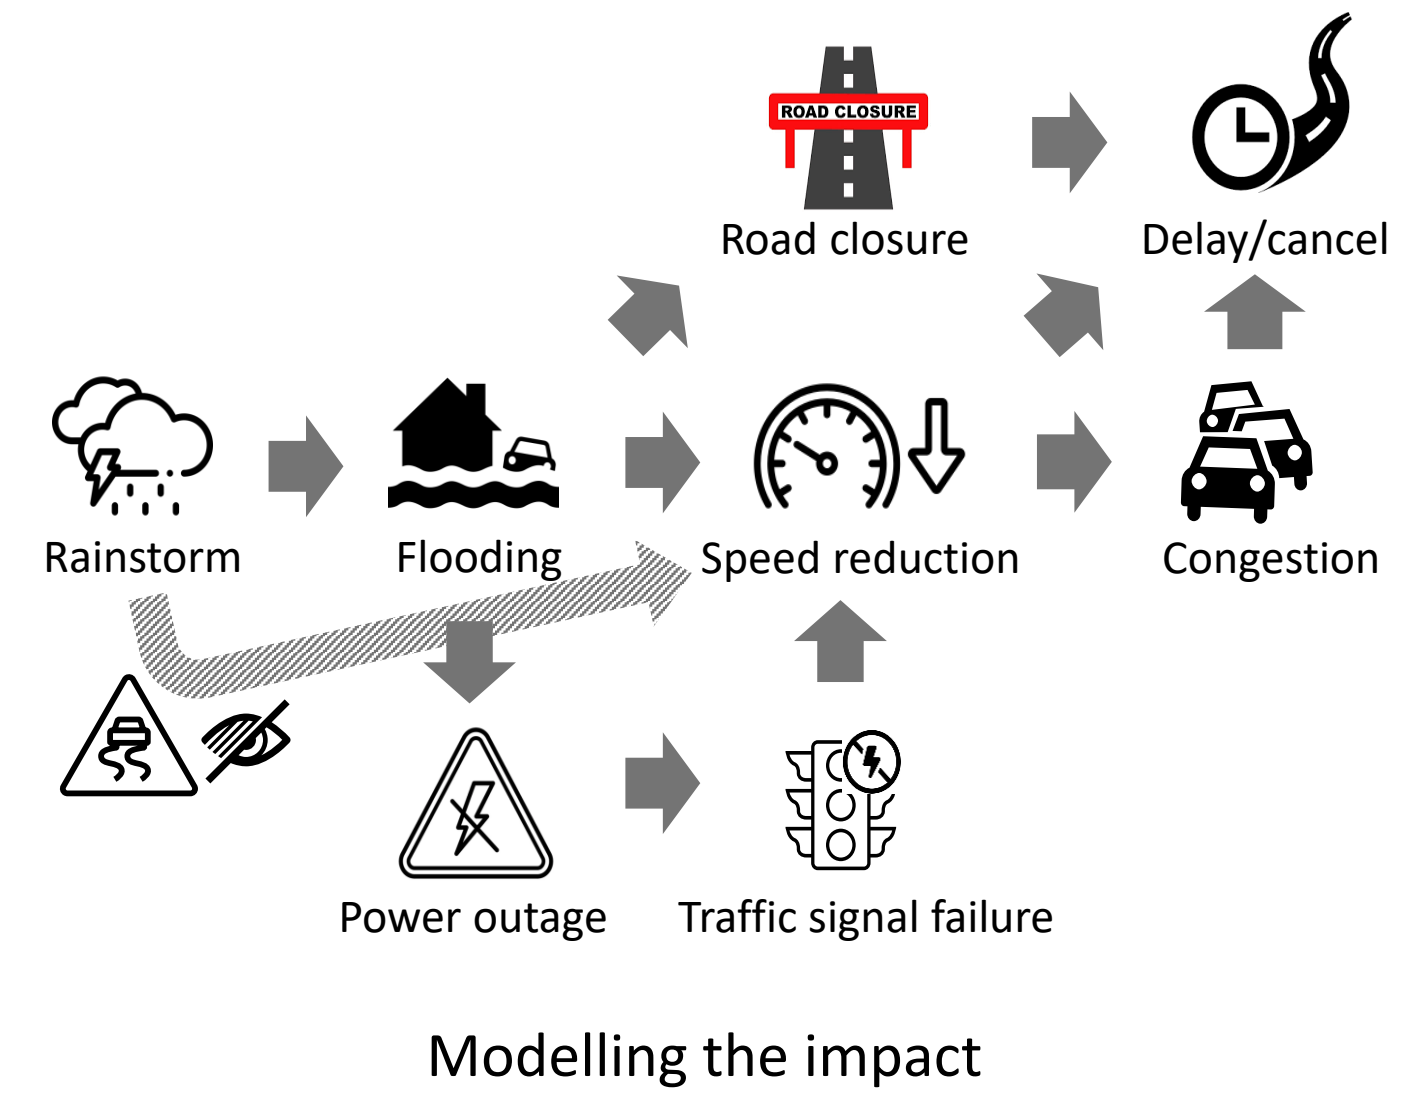 ROAD CLOSURE
Road closure
Delay/cancel
Rainstorm
Flooding
Speed reduction
Congestion
Power outage
Traffic signal failure
Modelling the impact